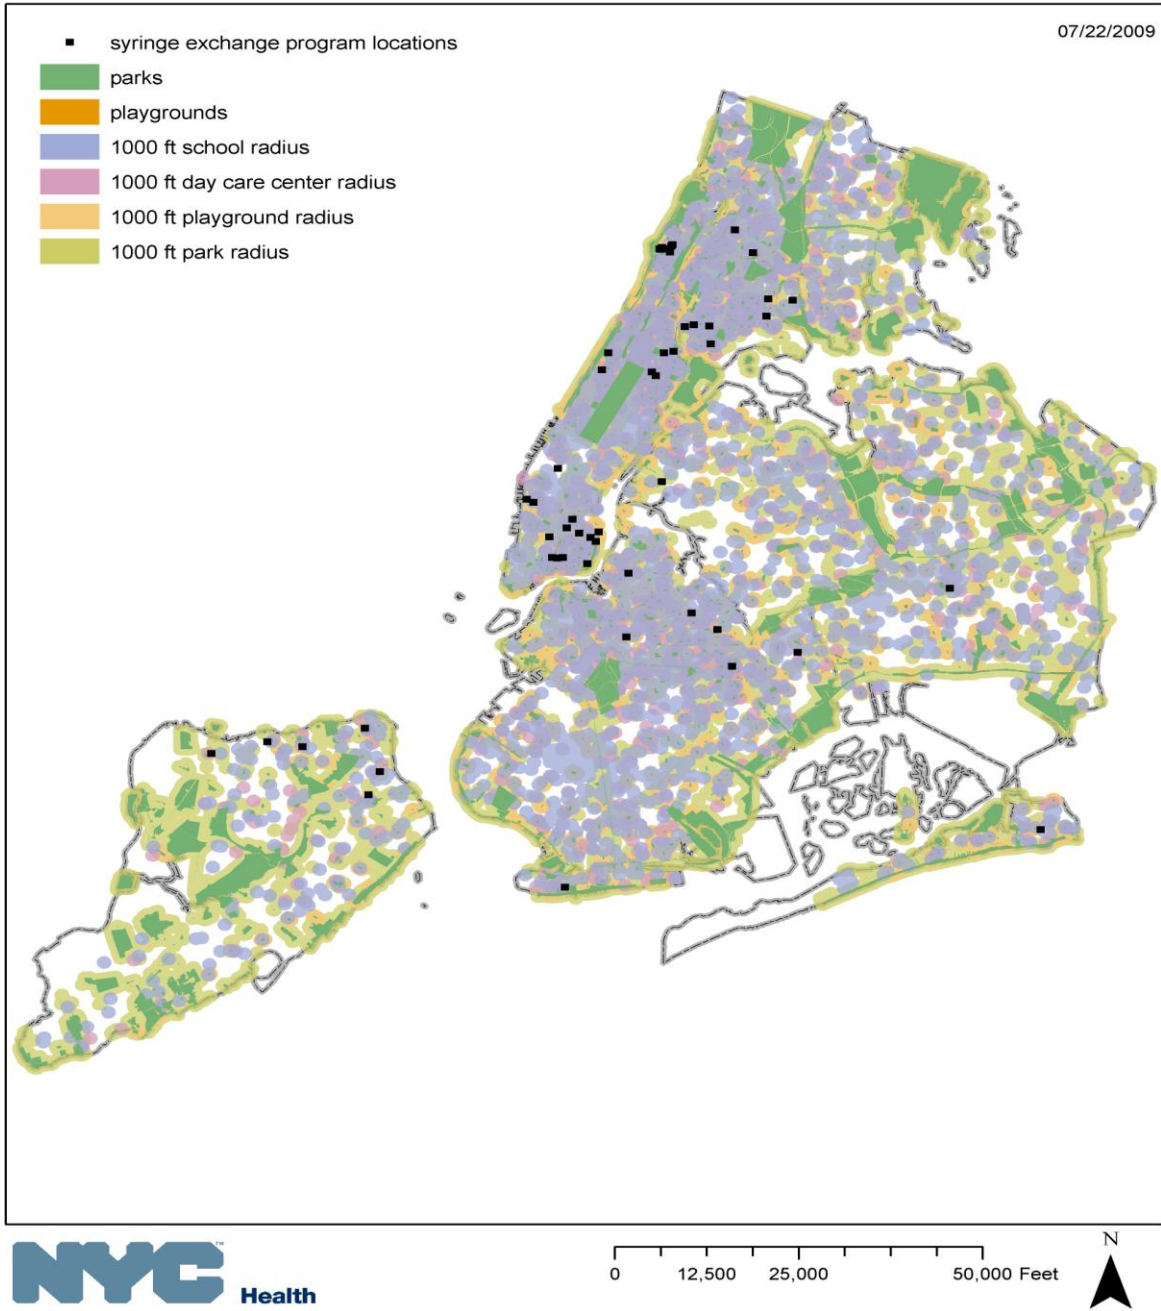 07/22/2009
syringe exchange program locations
parks
playgrounds
1000 ft school radius
1000 ft day care center radius
1000 ft playground radius
1000 ft park radius
NYC™ Health
N
0 12,500 25,000 50,000 Feet